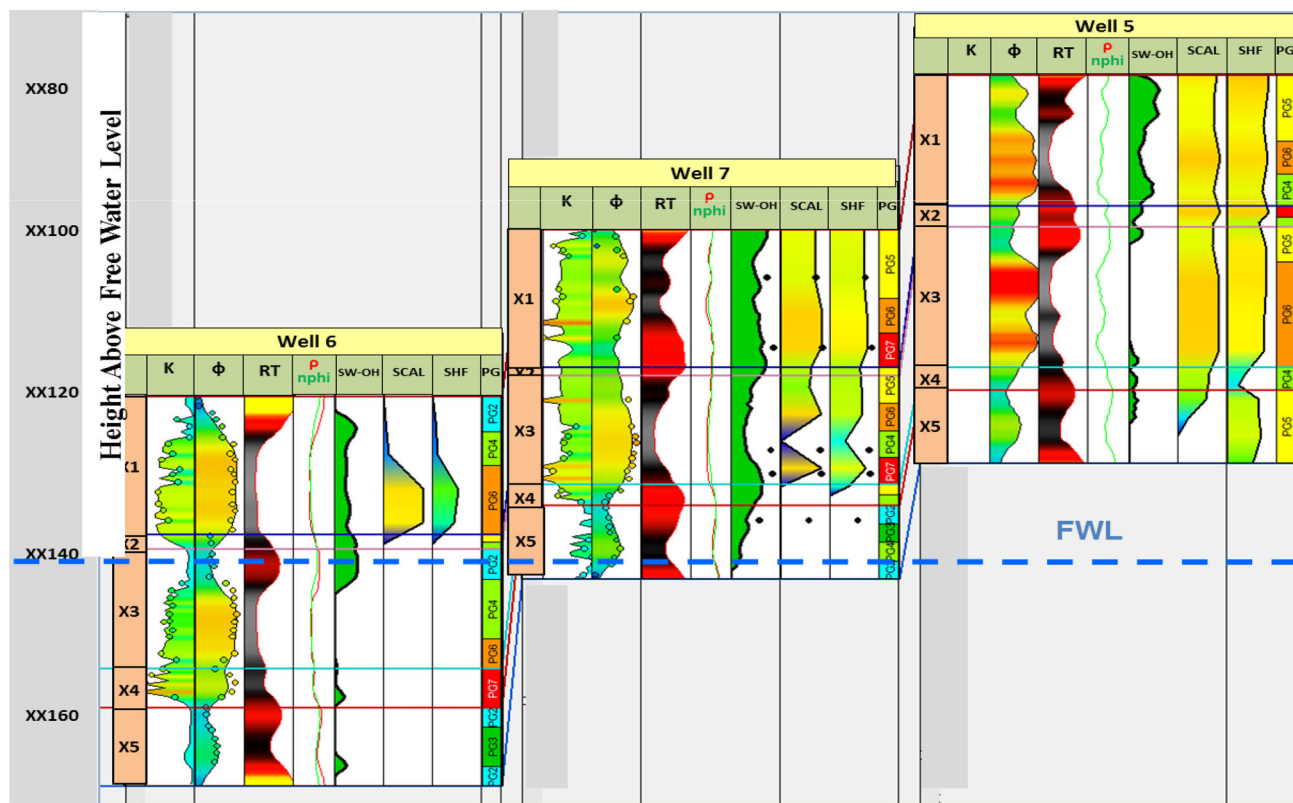 Height Above Free Water Level
XX80
XX100
XX120
XX140
XX160
Well 5
K Φ RT ρ nphi SW-OH SCAL SHF PG
X1
X2
X3
X4
X5
PG5
PG6
PG4
PG5
PG6
PG4
PG5
Well 7
K Φ RT ρ nphi SW-OH SCAL SHF PG
X1
X2
X3
X4
X5
PG5
PG6
PG7
PG5
PG6
PG4
PG7
PG2
PG3
PG4
Well 6
K Φ RT ρ nphi SW-OH SCAL SHF PG
X1
X2
X3
X4
X5
PG2
PG4
PG6
PG2
PG4
PG6
PG7
PG2
PG3
PG2
FWL